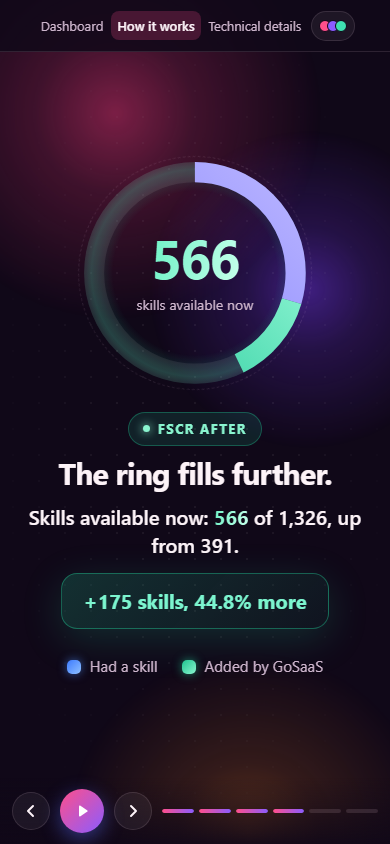 Dashboard How it works Technical details
566
skills available now
FSCR AFTER
The ring fills further.
Skills available now: 566 of 1,326, up
from 391.
+175 skills, 44.8% more
Had a skill Added by GoSaaS